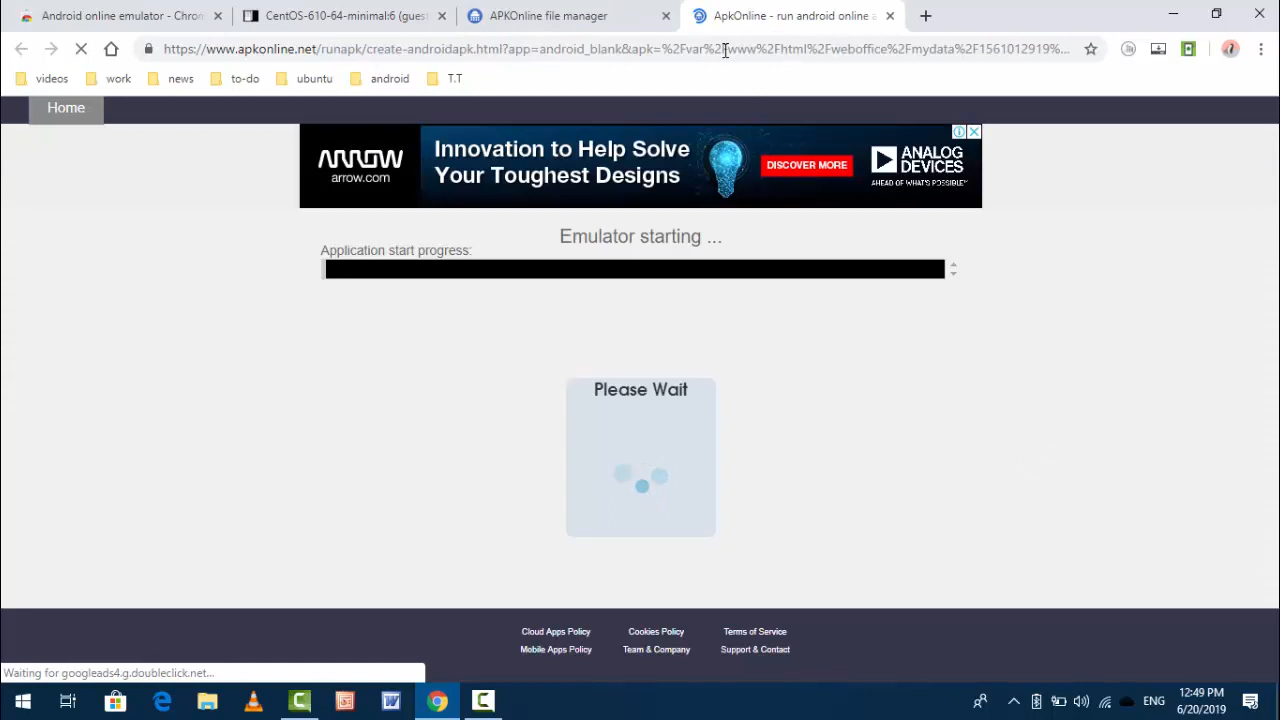 Android online emulator - Chrom
CentOS-610-64-minimal:6 (guest
APKOnline file manager
ApkOnline - run android online a
https://www.apkonline.net/runapk/create-androidapk.html?app=android_blank&apk=%2Fvar%2Fwww%2Fhtml%2Fweboffice%2Fmydata%2F1561012919%...
videos
work
news
to-do
ubuntu
android
T.T
Home
ARROW
arrow.com
Innovation to Help Solve
Your Toughest Designs
DISCOVER MORE
ANALOG
DEVICES
AHEAD OF WHAT'S POSSIBLE™
Emulator starting ...
Application start progress:
Please Wait
Cloud Apps Policy
Cookies Policy
Terms of Service
Mobile Apps Policy
Team & Company
Support & Contact
Waiting for googleads4.g.doubleclick.net...
ENG
12:49 PM
6/20/2019